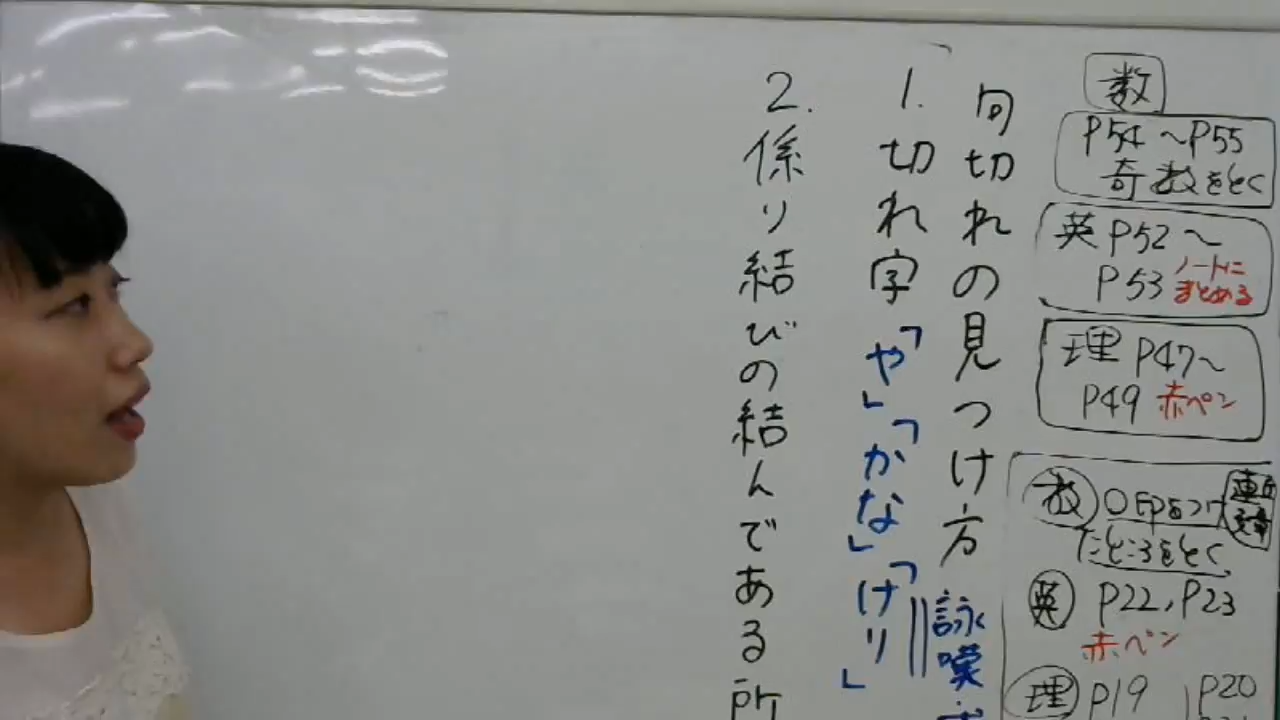 数
P54～P55
奇数をとく
英 P52～
P53 ノートに
まとめる
理 P47～
P49 赤ペン
数 〇印をつけ
たところをとく
英 P22,P23
赤ペン
理 P19 P20
句切れの見つけ方
1.切れ字「や」「かな」「けり」
詠嘆
2.係り結びの結んである所